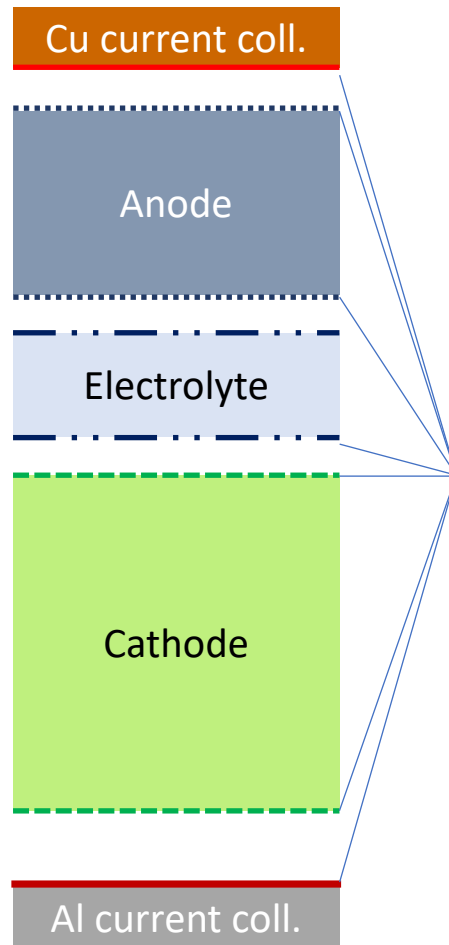 Cu current coll.
Anode
Electrolyte
Cathode
Al current coll.